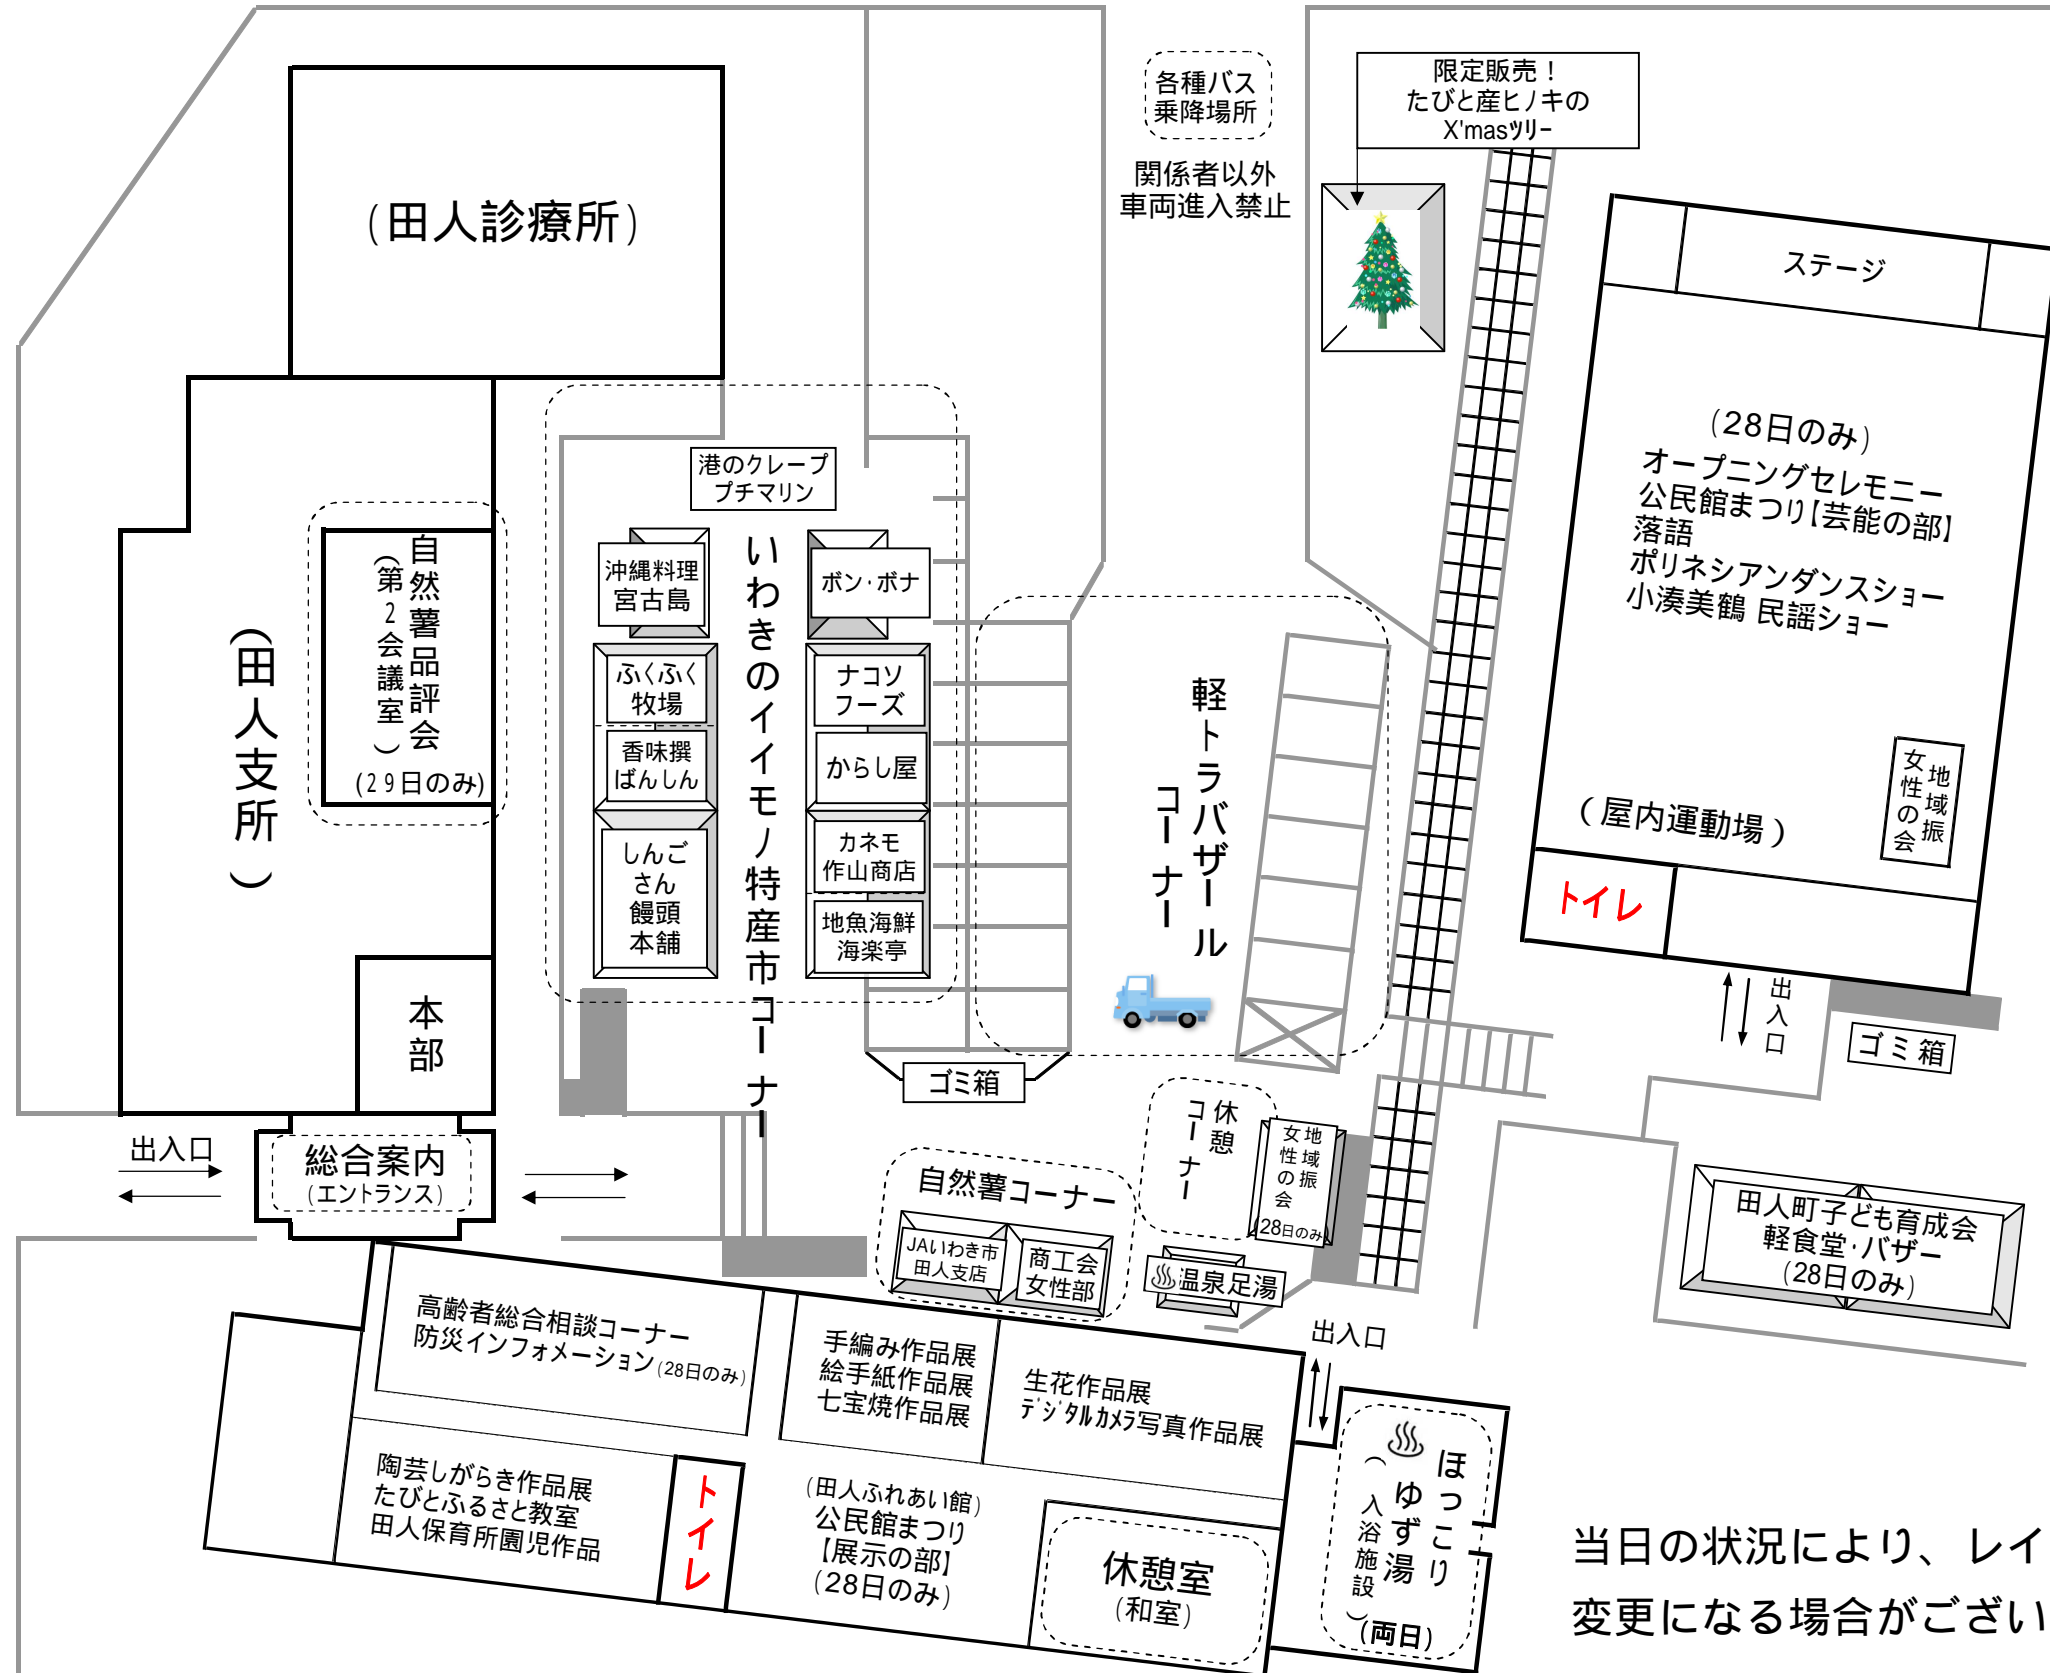 各種バス
乗降場所
関係者以外
車両進入禁止
限定販売！
たびと産ヒノキの
X'masツリー
(田人診療所)
ステージ
(28日のみ)
オープニングセレモニー
公民館まつり【芸能の部】
落語
ポリネシアンダンスショー
小湊美鶴 民謡ショー
地域振
女性の会
(屋内運動場)
トイレ
出入口
ゴミ箱
港のクレープ
プチマリン
いわきのイイモノ特産市コーナー
沖縄料理
宮古島
ボン・ボナ
ふくふく
牧場
ナコソ
フーズ
香味撰
ばんしん
からし屋
しんご
さん
饅頭
本舗
カネモ
作山商店
地魚海鮮
海楽亭
自然薯品評会
(第2会議室)
(29日のみ)
(田人支所)
本部
軽トラバザール
コーナー
ゴミ箱
出入口
総合案内
(エントランス)
休憩
コーナー
地域振
女性の会
(28日のみ)
自然薯コーナー
JAいわき市
田人支店
商工会
女性部
♨温泉足湯
田人町子ども育成会
軽食堂・バザー
(28日のみ)
出入口
高齢者総合相談コーナー
防災インフォメーション(28日のみ)
手編み作品展
絵手紙作品展
七宝焼作品展
生花作品展
デジタルカメラ写真作品展
陶芸しがらき作品展
たびとふるさと教室
田人保育所園児作品
トイレ
(田人ふれあい館)
公民館まつり
【展示の部】
(28日のみ)
休憩室
(和室)
ほっこり
♨ゆず湯
(入浴施設)
(両日)
当日の状況により、レイ
変更になる場合がござい